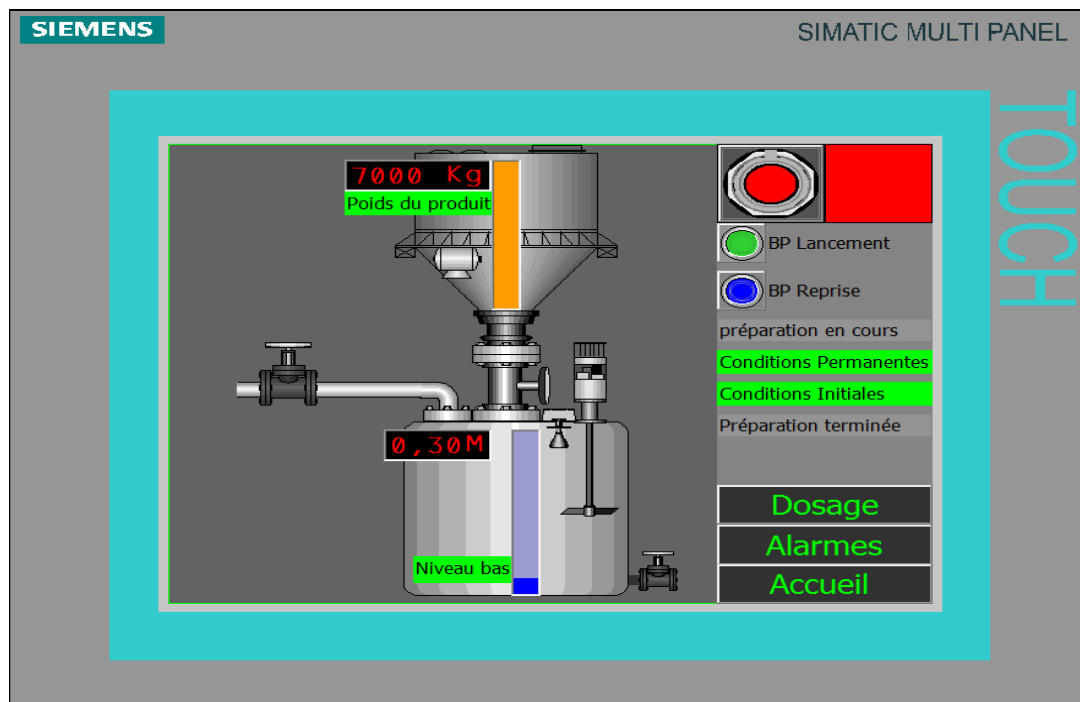 SIEMENS
SIMATIC MULTI PANEL
TOUCH
7000 Kg
Poids du produit
BP Lancement
BP Reprise
préparation en cours
Conditions Permanentes
Conditions Initiales
Préparation terminée
0,30M
Niveau bas
Dosage
Alarmes
Accueil